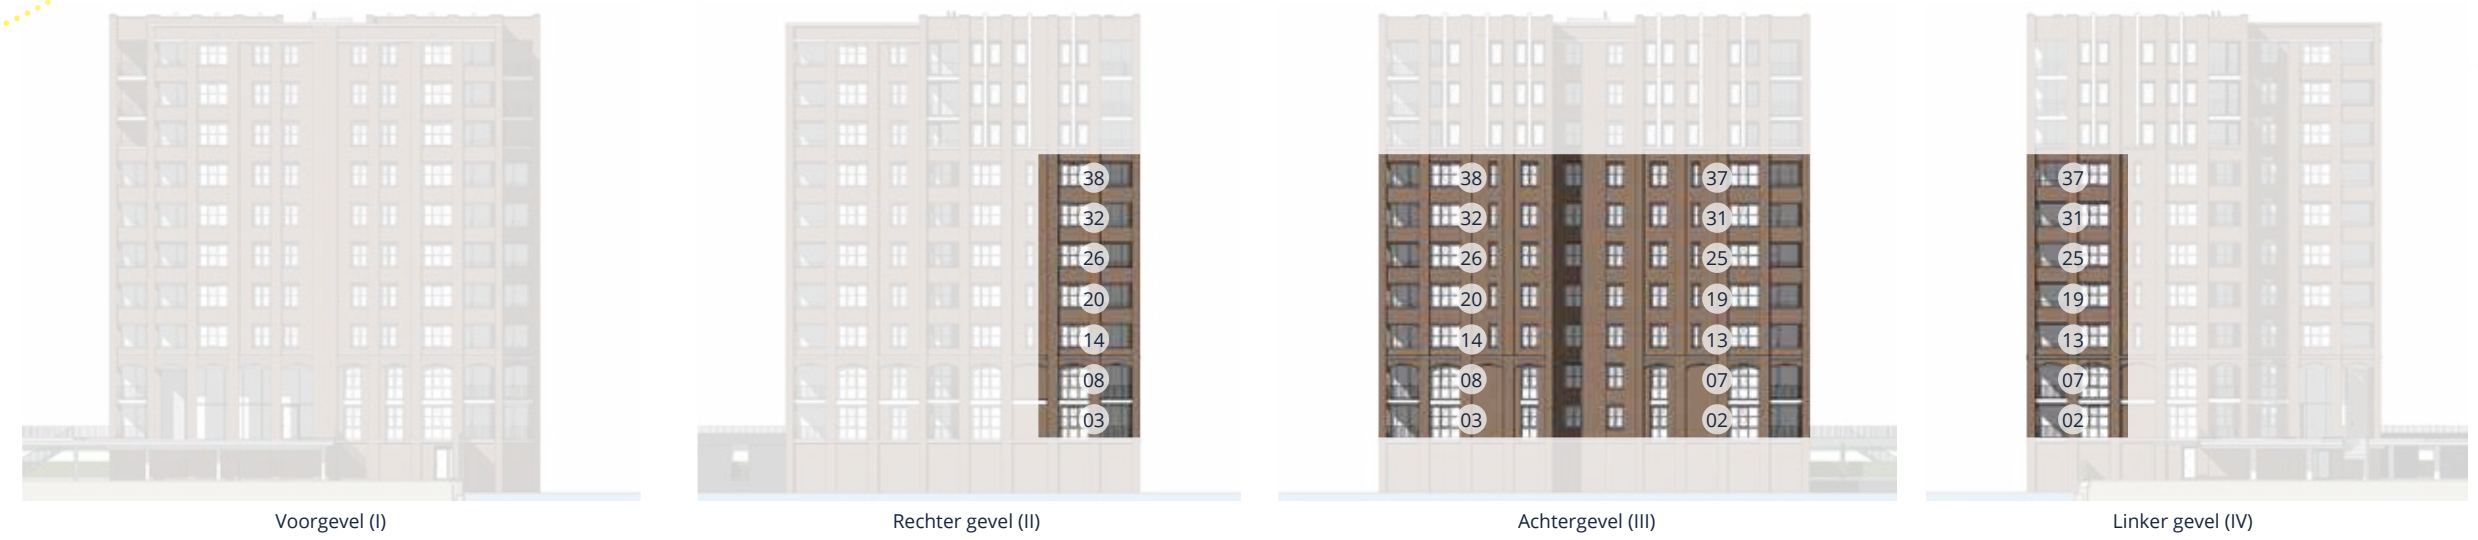 38 38 37 37
32 32 31 31
26 26 25 25
20 20 19 19
14 14 13 13
08 08 07 07
03 03 02 02
Voorgevel (I) Rechter gevel (II) Achtergevel (III) Linker gevel (IV)